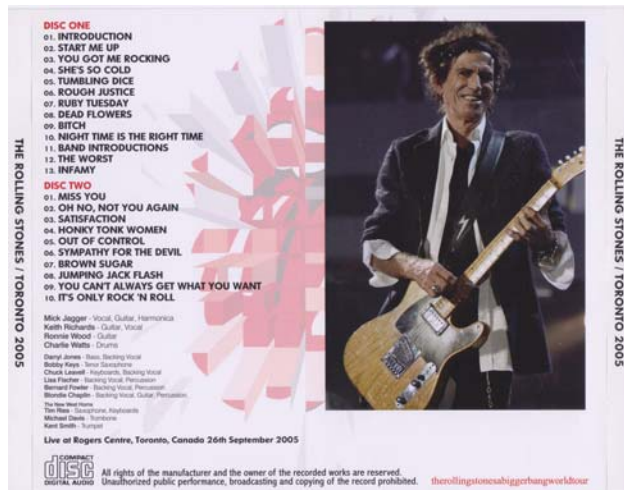 DISC ONE
01. INTRODUCTION
02. START ME UP
03. YOU GOT ME ROCKING
04. SHE'S SO COLD
05. TUMBLING DICE
06. ROUGH JUSTICE
07. RUBY TUESDAY
08. DEAD FLOWERS
09. BITCH
10. NIGHT TIME IS THE RIGHT TIME
11. BAND INTRODUCTIONS
12. THE WORST
13. INFAMY
DISC TWO
01. MISS YOU
02. OH NO, NOT YOU AGAIN
03. SATISFACTION
04. HONKY TONK WOMEN
05. OUT OF CONTROL
06. SYMPATHY FOR THE DEVIL
07. BROWN SUGAR
08. JUMPING JACK FLASH
09. YOU CAN'T ALWAYS GET WHAT YOU WANT
10. IT'S ONLY ROCK 'N ROLL
Mick Jagger - Vocal, Guitar, Harmonica
Keith Richards - Guitar, Vocal
Ronnie Wood - Guitar
Charlie Watts - Drums
Darryl Jones - Bass, Backing Vocal
Bobby Keys - Tenor Saxophone
Chuck Leavell - Keyboards, Backing Vocal
Lisa Fischer - Backing Vocal, Percussion
Bernard Fowler - Backing Vocal, Percussion
Blondie Chaplin - Backing Vocal, Guitar, Percussion
The New West Horns
Tim Ries - Saxophone, Keyboards
Michael Davis - Trombone
Kent Smith - Trumpet
Live at Rogers Centre, Toronto, Canada 26th September 2005
COMPACT
disc
DIGITAL AUDIO
All rights of the manufacturer and the owner of the recorded works are reserved.
Unauthorized public performance, broadcasting and copying of the record prohibited.
therollingstonesabiggerbangworldtour
THE ROLLING STONES / TORONTO 2005
THE ROLLING STONES / TORONTO 2005